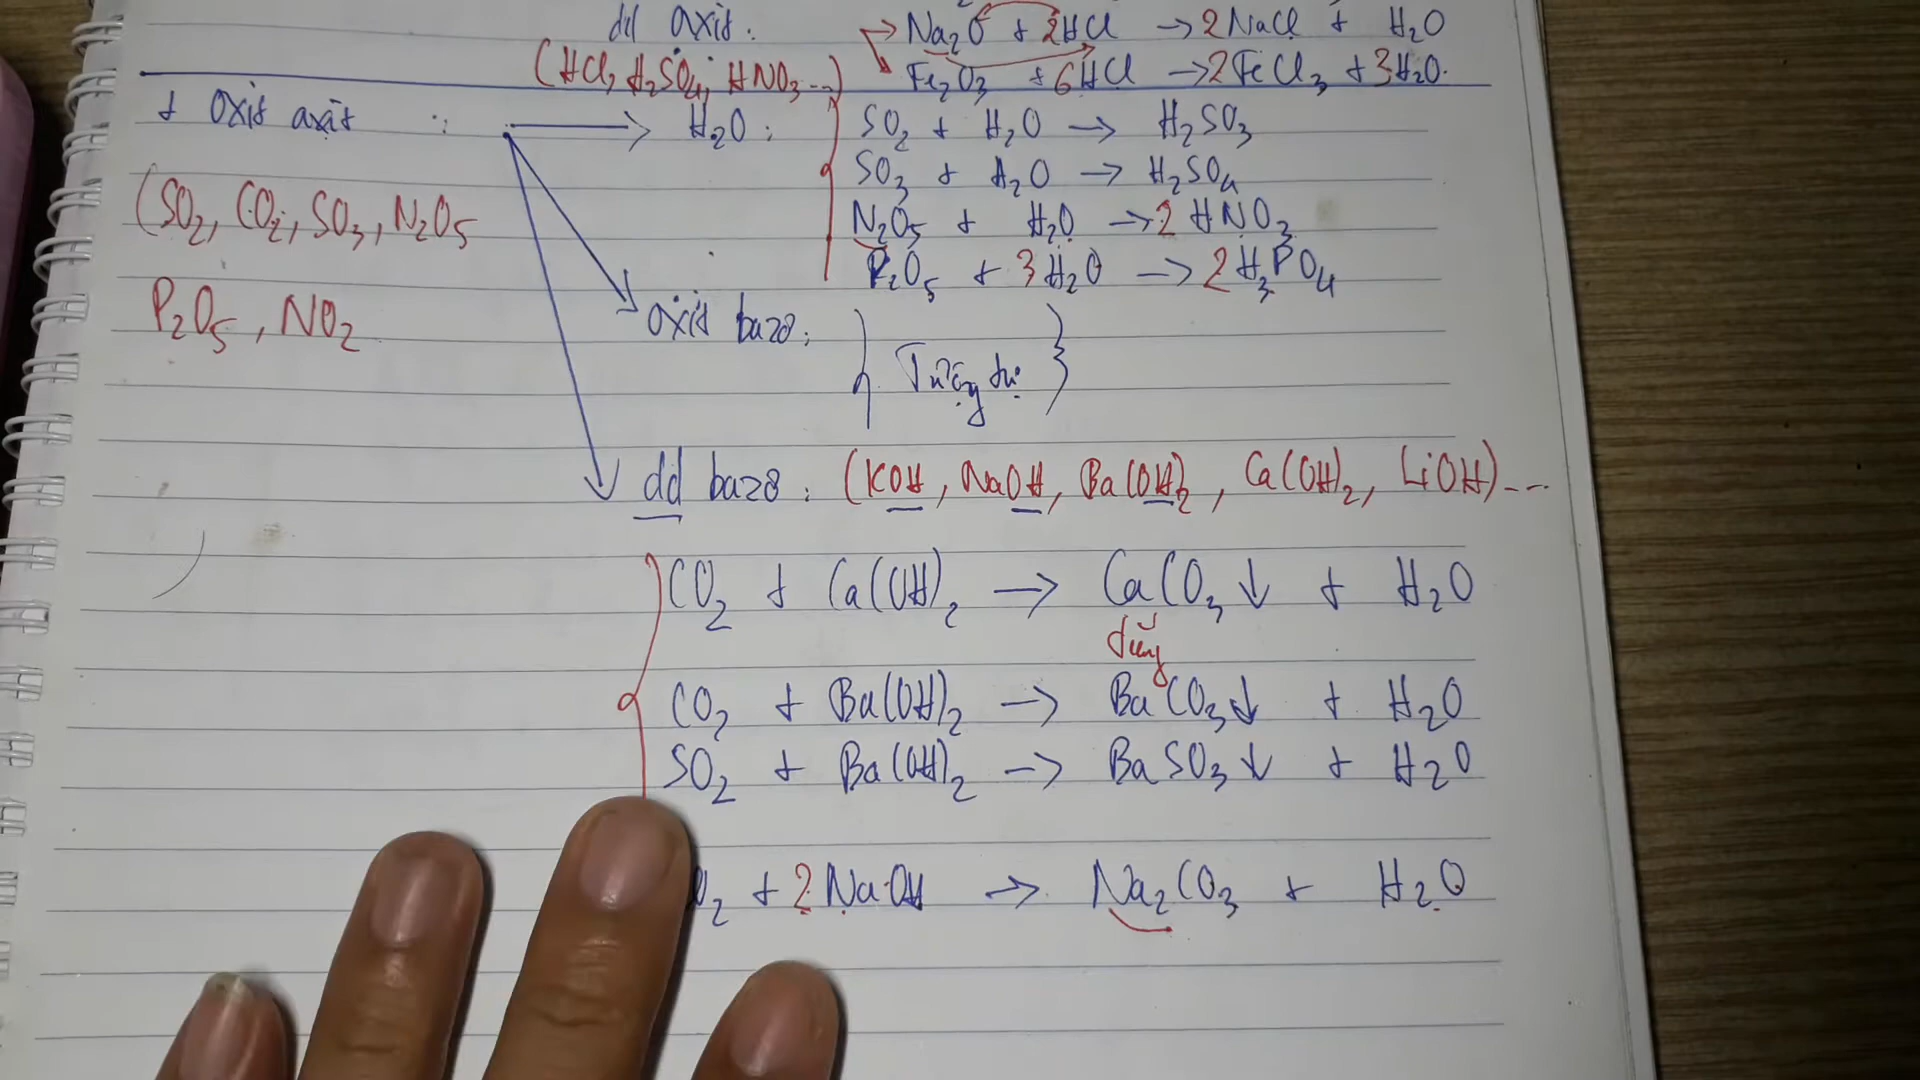 dd axit:
Na₂O + 2HCl → 2NaCl + H₂O
(HCl, H₂SO₄, HNO₃...)
Fe₂O₃ + 6HCl → 2FeCl₃ + 3H₂O.
+ Oxit axit : → H₂O : SO₂ + H₂O → H₂SO₃
SO₃ + H₂O → H₂SO₄
(SO₂, CO₂, SO₃, N₂O₅
N₂O₅ + H₂O → 2HNO₃
P₂O₅ + 3H₂O → 2H₃PO₄
P₂O₅, NO₂
oxit bazơ: { Tương tự }
dd bazơ : (KOH, NaOH, Ba(OH)₂, Ca(OH)₂, LiOH)...
CO₂ + Ca(OH)₂ → CaCO₃↓ + H₂O
CO₂ + Ba(OH)₂ → BaCO₃↓ + H₂O
SO₂ + Ba(OH)₂ → BaSO₃↓ + H₂O
O₂ + 2NaOH → Na₂CO₃ + H₂O